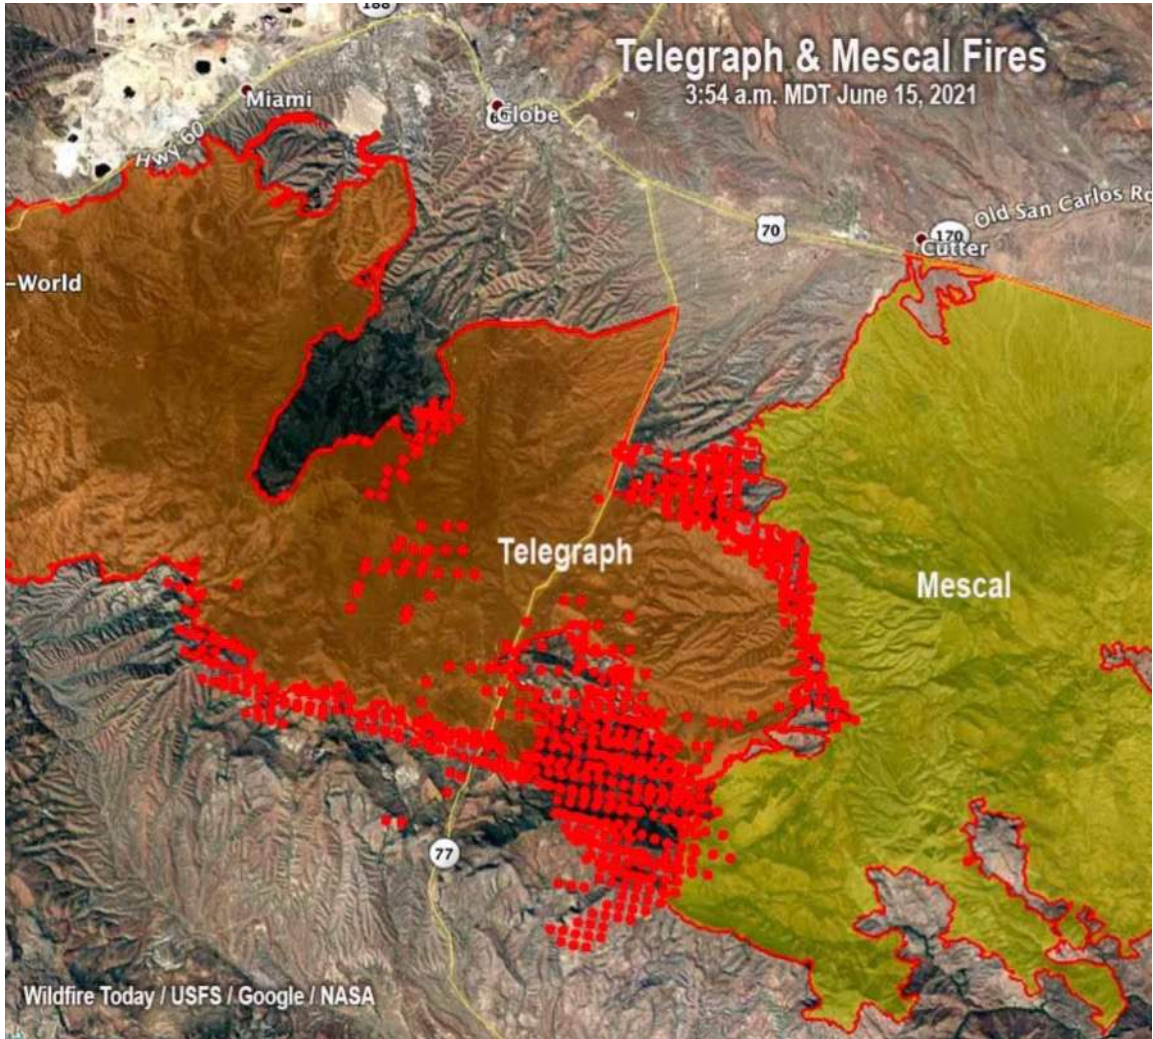 188
Telegraph & Mescal Fires
3:54 a.m. MDT June 15, 2021
Miami
Globe
Hwy 60
Old San Carlos Ro
70
170
Cutter
-World
Telegraph
Mescal
77
Wildfire Today / USFS / Google / NASA